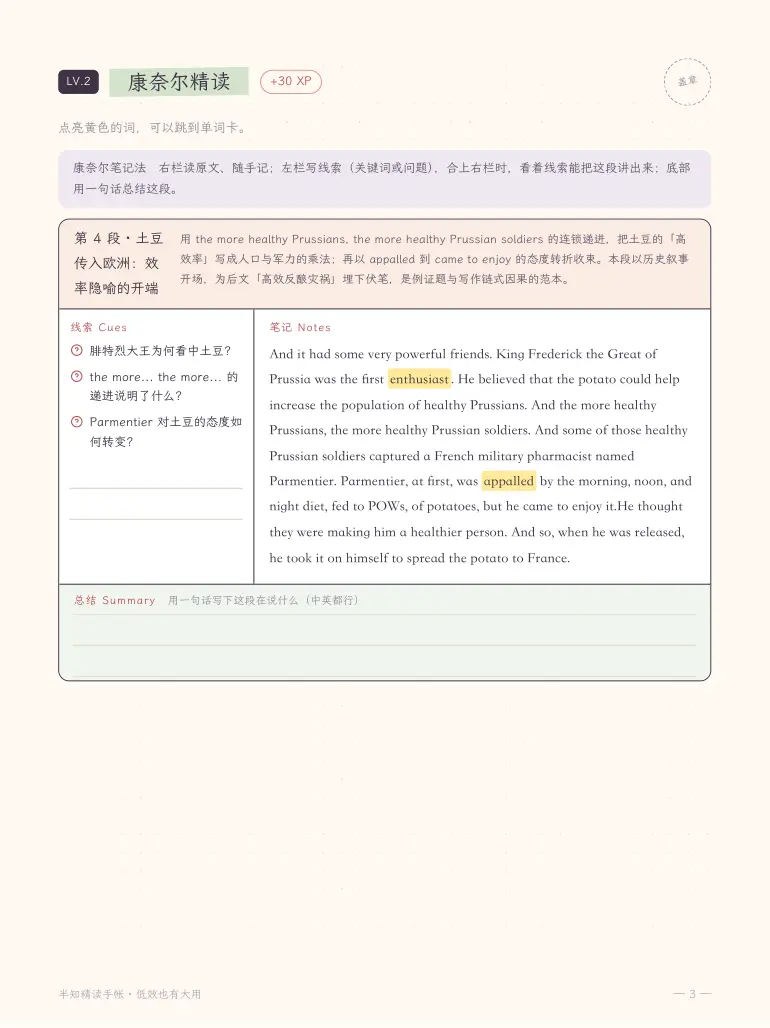 LV.2 康奈尔精读 +30 XP 盖章
点亮黄色的词，可以跳到单词卡。
康奈尔笔记法 右栏读原文、随手记；左栏写线索（关键词或问题），合上右栏时，看着线索能把这段讲出来；底部
用一句话总结这段。
第 4 段·土豆
传入欧洲：效
率隐喻的开端
用 the more healthy Prussians, the more healthy Prussian soldiers 的连锁递进，把土豆的「高
效率」写成人口与军力的乘法；再以 appalled 到 came to enjoy 的态度转折收束。本段以历史叙事
开场，为后文「高效反酿灾祸」埋下伏笔，是例证题与写作链式因果的范本。
线索 Cues
腓特烈大王为何看中土豆？
the more… the more… 的
递进说明了什么？
Parmentier 对土豆的态度如
何转变？
笔记 Notes
And it had some very powerful friends. King Frederick the Great of
Prussia was the first enthusiast. He believed that the potato could help
increase the population of healthy Prussians. And the more healthy
Prussians, the more healthy Prussian soldiers. And some of those healthy
Prussian soldiers captured a French military pharmacist named
Parmentier. Parmentier, at first, was appalled by the morning, noon, and
night diet, fed to POWs, of potatoes, but he came to enjoy it.He thought
they were making him a healthier person. And so, when he was released,
he took it on himself to spread the potato to France.
总结 Summary 用一句话写下这段在说什么（中英都行）
半知精读手帐·低效也有大用
— 3 —